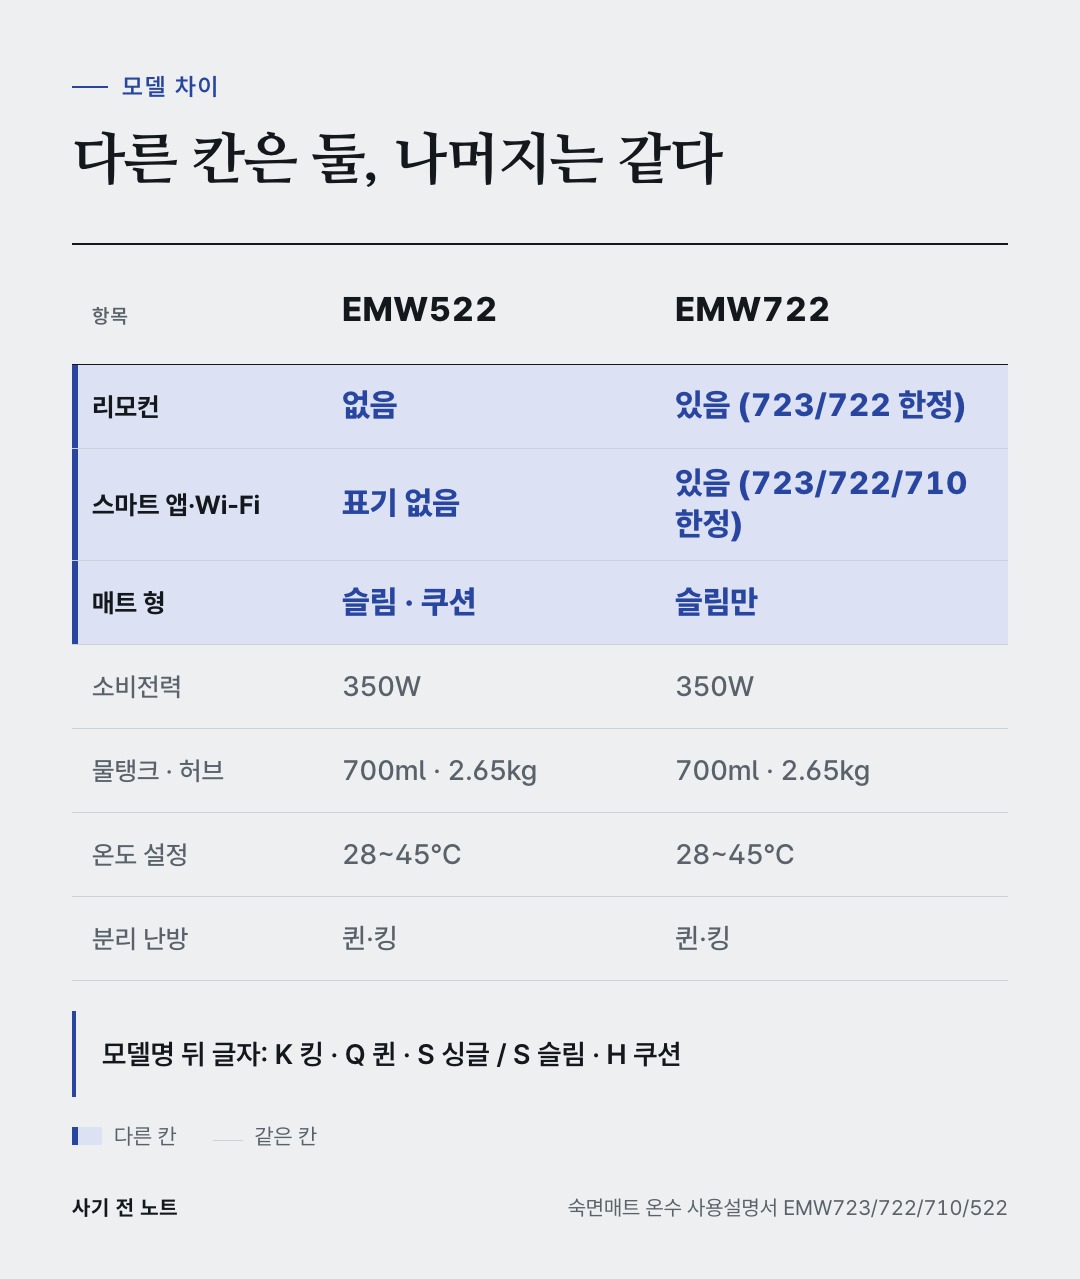 모델 차이
다른 칸은 둘, 나머지는 같다
항목 EMW522 EMW722
리모컨 없음 있음 (723/722 한정)
스마트 앱·Wi-Fi 표기 없음 있음 (723/722/710
한정)
매트 형 슬림 · 쿠션 슬림만
소비전력 350W 350W
물탱크 · 허브 700ml · 2.65kg 700ml · 2.65kg
온도 설정 28~45°C 28~45°C
분리 난방 퀸·킹 퀸·킹
모델명 뒤 글자: K 킹 · Q 퀸 · S 싱글 / S 슬림 · H 쿠션
다른 칸 같은 칸
사기 전 노트 숙면매트 온수 사용설명서 EMW723/722/710/522